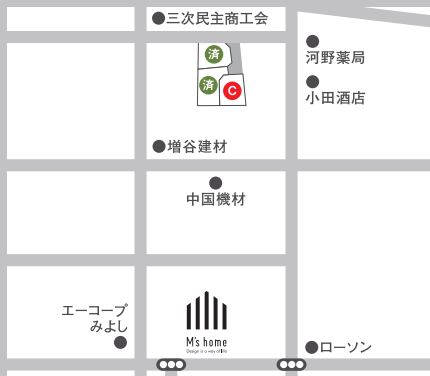 三次民主商工会
済
河野薬局
済
C
小田酒店
増谷建材
中国機材
エーコープ
みよし
M's home
Design is a way of life
ローソン